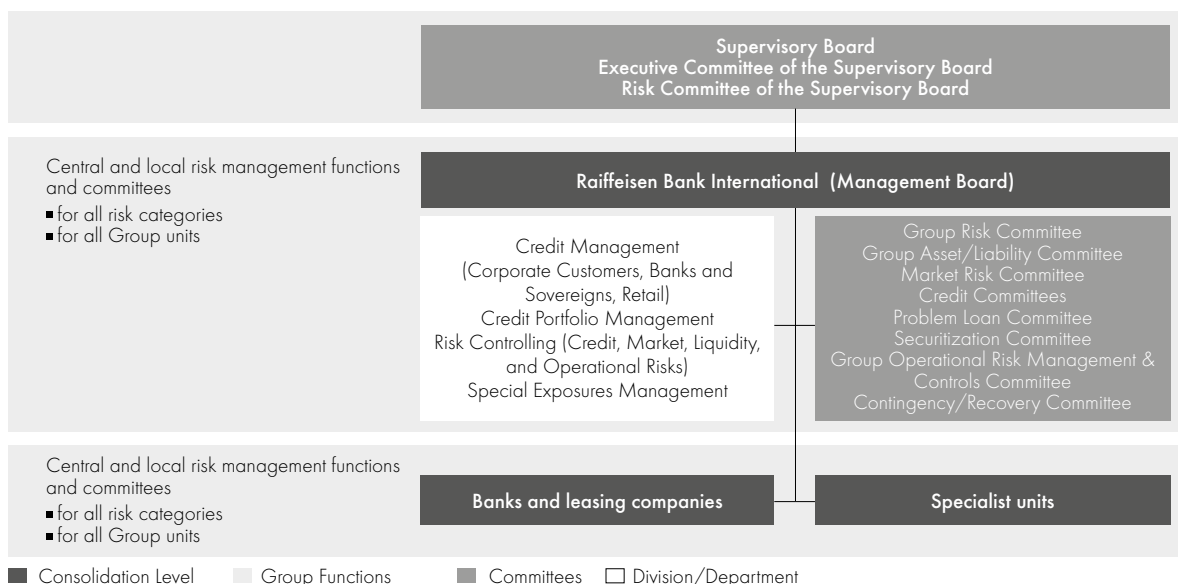 Supervisory Board
Executive Committee of the Supervisory Board
Risk Committee of the Supervisory Board
Central and local risk management functions
and committees
▪ for all risk categories
▪ for all Group units
Raiffeisen Bank International (Management Board)
Credit Management
(Corporate Customers, Banks and
Sovereigns, Retail)
Credit Portfolio Management
Risk Controlling (Credit, Market, Liquidity,
and Operational Risks)
Special Exposures Management
Group Risk Committee
Group Asset/Liability Committee
Market Risk Committee
Credit Committees
Problem Loan Committee
Securitization Committee
Group Operational Risk Management &
Controls Committee
Contingency/Recovery Committee
Central and local risk management functions
and committees
▪ for all risk categories
▪ for all Group units
Banks and leasing companies
Specialist units
Consolidation Level
Group Functions
Committees
Division/Department